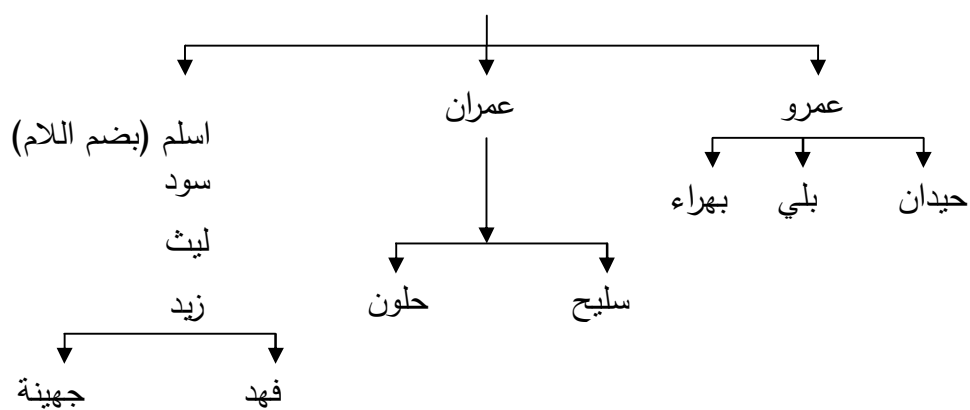 عمرو
عمران
اسلم (بضم اللام)
حيدان
بلي
بهراء
سود
ليث
سليح
حلون
زيد
فهد
جهينة